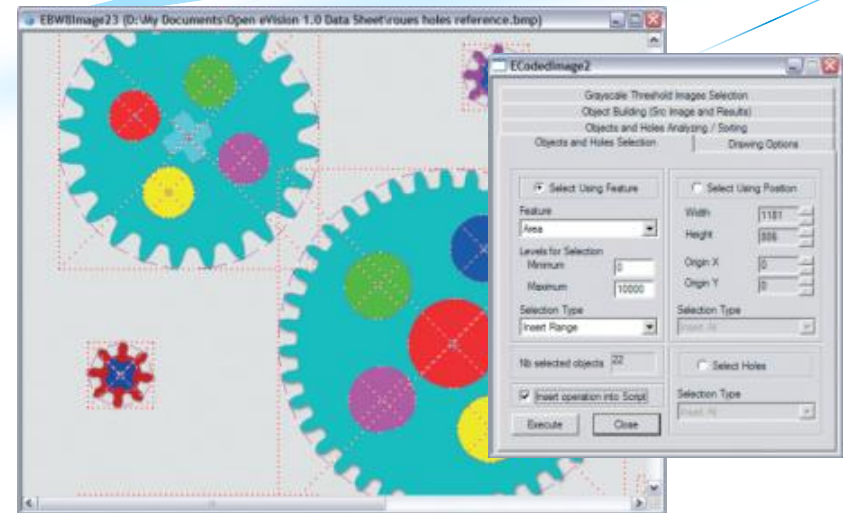 EBW8Image23 (D:\My Documents\Open eVision 1.0 Data Sheet\roues holes reference.bmp)
ECodedImage2
Grayscale Threshold Images Selection
Object Building (Src Image and Results)
Objects and Holes Analyzing / Sorting
Objects and Holes Selection
Drawing Options
Select Using Feature
Feature
Area
Levels for Selection
Minimum 0
Maximum 10000
Selection Type
Insert Range
Nb selected objects 22
Insert operation into Script
Execute Close
Select Using Position
Width 1181
Height 886
Origin X 0
Origin Y 0
Selection Type
Insert All
Select Holes
Selection Type
Insert All